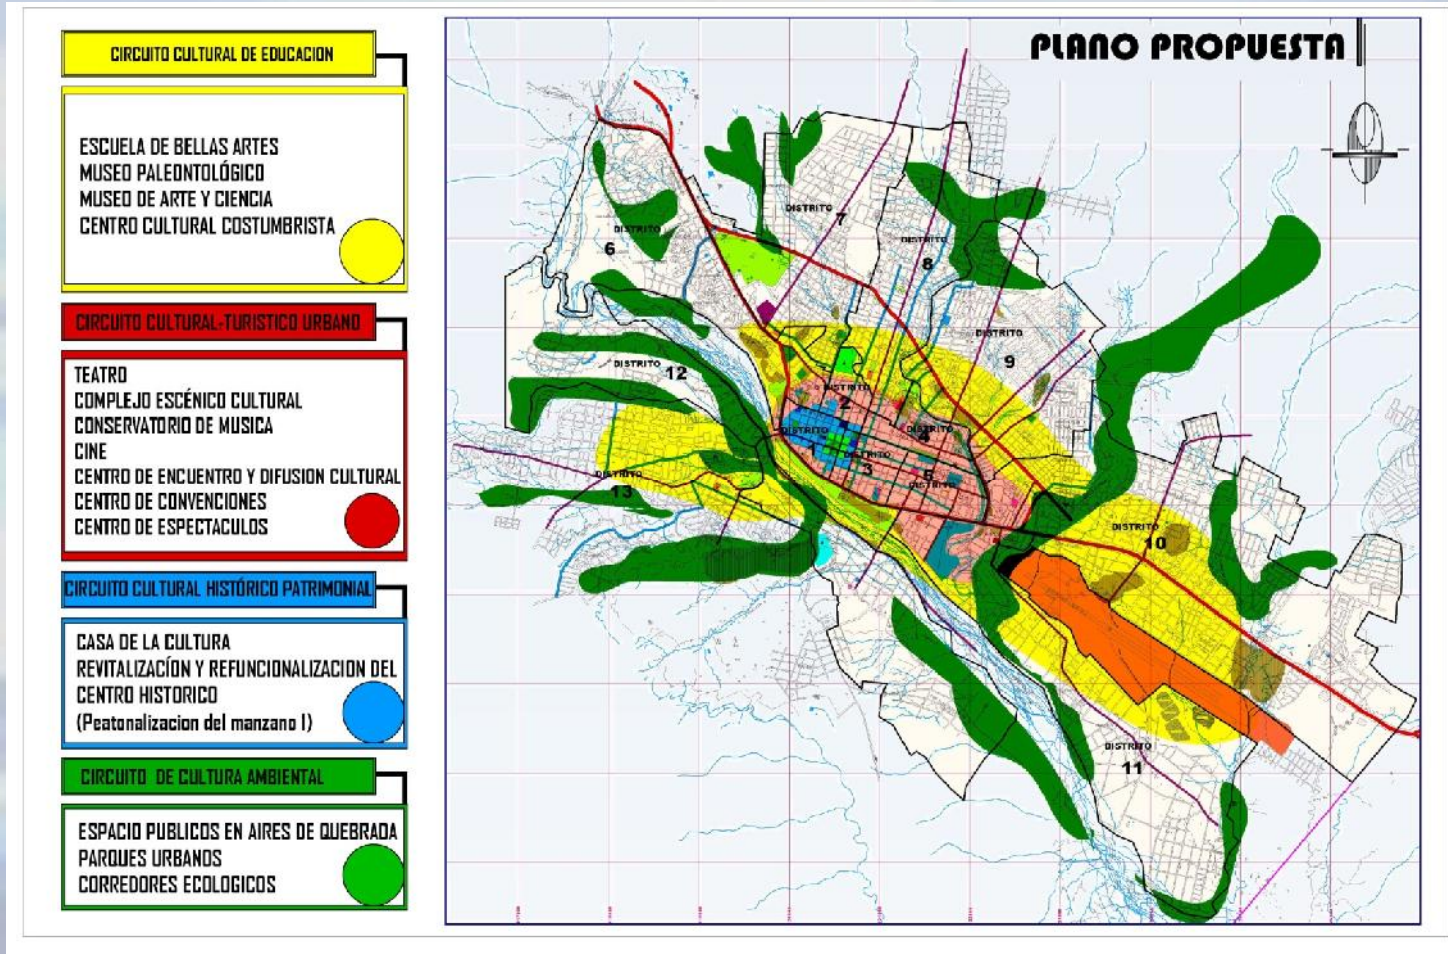 CIRCUITO CULTURAL DE EDUCACION
ESCUELA DE BELLAS ARTES
MUSEO PALEONTOLÓGICO
MUSEO DE ARTE Y CIENCIA
CENTRO CULTURAL COSTUMBRISTA
CIRCUITO CULTURAL-TURISTICO URBANO
TEATRO
COMPLEJO ESCÉNICO CULTURAL
CONSERVATORIO DE MUSICA
CINE
CENTRO DE ENCUENTRO Y DIFUSION CULTURAL
CENTRO DE CONVENCIONES
CENTRO DE ESPECTACULOS
CIRCUITO CULTURAL HISTÓRICO PATRIMONIAL
CASA DE LA CULTURA
REVITALIZACÍON Y REFUNCIONALIZACION DEL
CENTRO HISTORICO
(Peatonalizacion del manzano I)
CIRCUITO DE CULTURA AMBIENTAL
ESPACIO PUBLICOS EN AIRES DE QUEBRADA
PARQUES URBANOS
CORREDORES ECOLOGICOS
PLANO PROPUESTA
DISTRITO
7
DISTRITO
6
DISTRITO
8
DISTRITO
9
DISTRITO
12
DISTRITO
2
DISTRITO
1
DISTRITO
4
DISTRITO
3
5
DISTRITO
DISTRITO
13
DISTRITO
10
DISTRITO
11